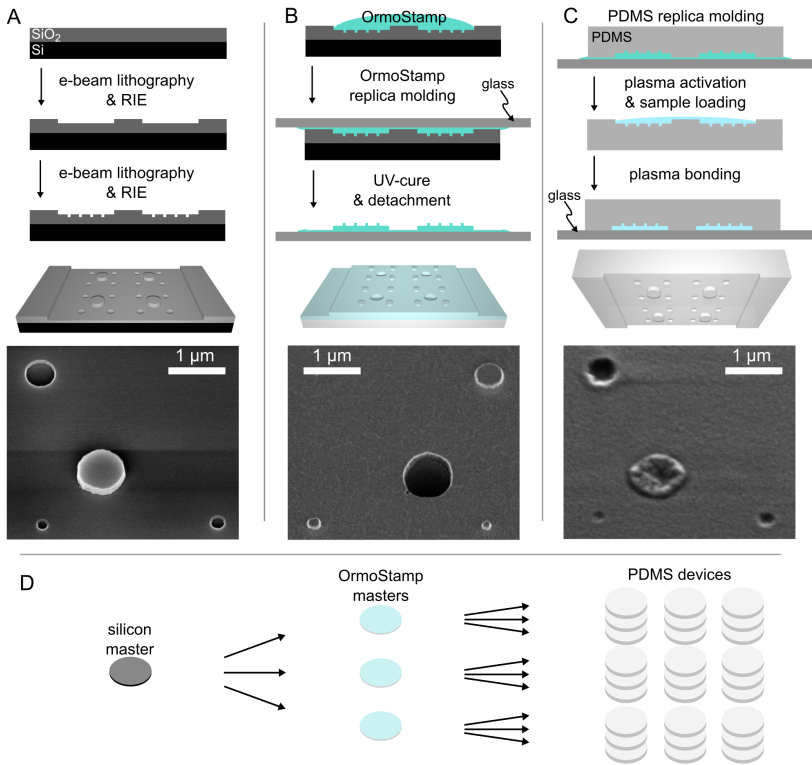 A
SiO2
Si
e-beam lithography
& RIE
e-beam lithography
& RIE
1 µm
B
OrmoStamp
OrmoStamp
replica molding
glass
UV-cure
& detachment
1 µm
C
PDMS replica molding
PDMS
plasma activation
& sample loading
plasma bonding
glass
1 µm
D
silicon
master
OrmoStamp
masters
PDMS devices